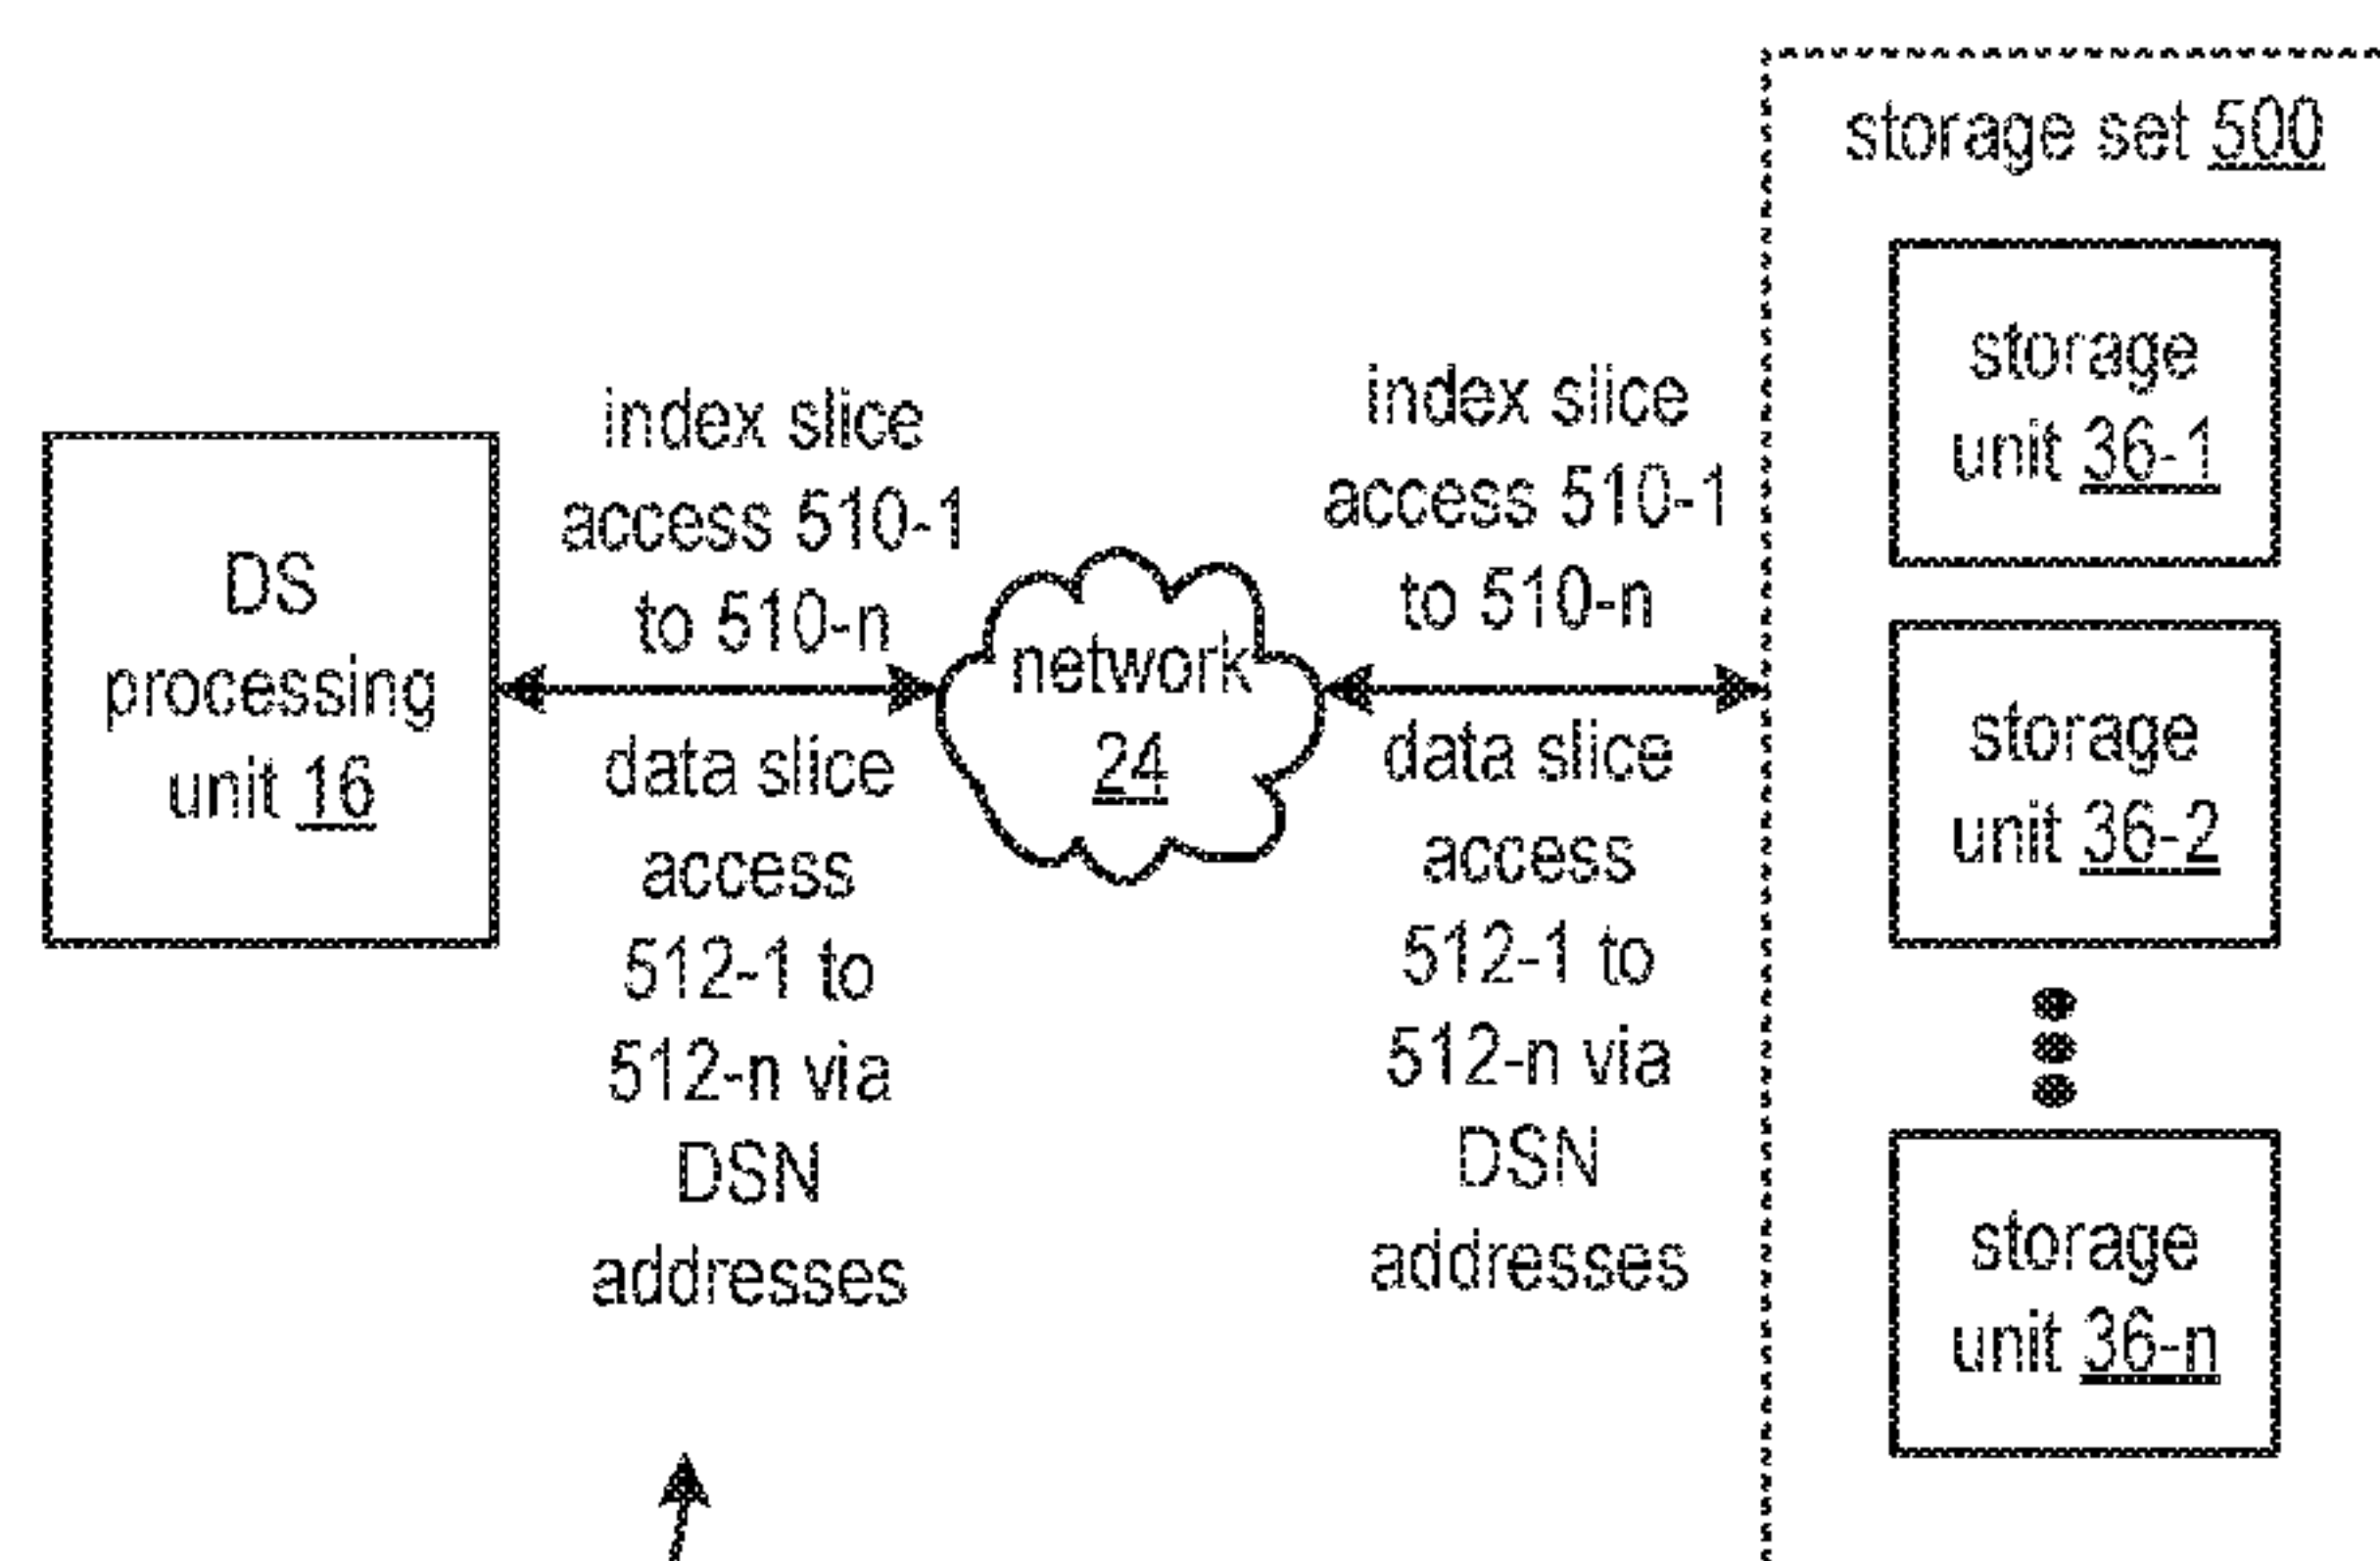 storage set 500
storage
unit 36-1
index slice
access 510-1
to 510-n
index slice
access 510-1
to 510-n
DS
processing
unit 16
network
24
data slice
access
512-1 to
512-n via
DSN
addresses
data slice
access
512-1 to
512-n via
DSN
addresses
storage
unit 36-2
storage
unit 36-n